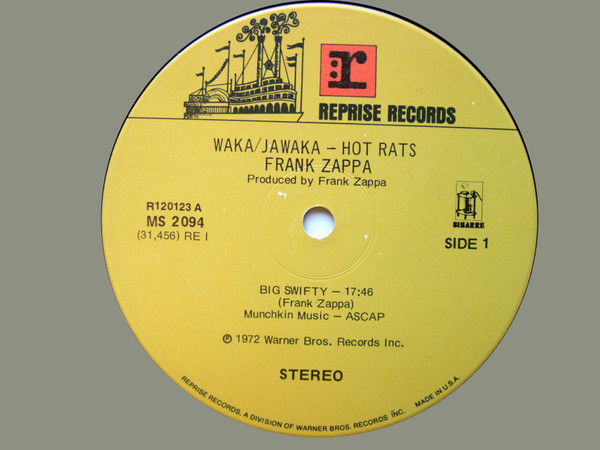 r
REPRISE RECORDS
WAKA/JAWAKA – HOT RATS
FRANK ZAPPA
Produced by Frank Zappa
R120123 A
MS 2094
(31,456) RE I
BIZARRE
SIDE 1
BIG SWIFTY – 17:46
(Frank Zappa)
Munchkin Music – ASCAP
℗ 1972 Warner Bros. Records Inc.
STEREO
REPRISE RECORDS, A DIVISION OF WARNER BROS. RECORDS INC. MADE IN U.S.A.